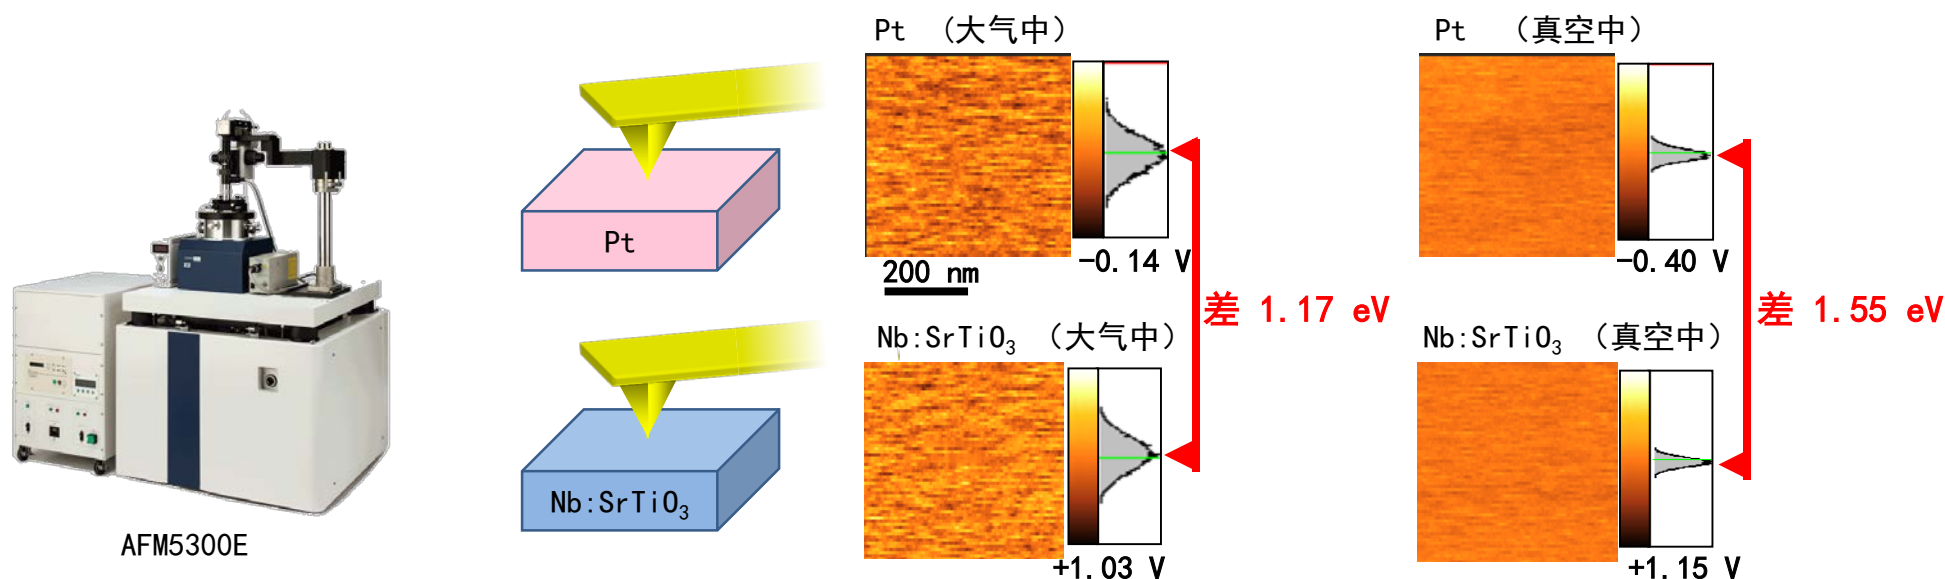 AFM5300E
Pt
Nb:SrTiO₃
Pt （大气中）
-0.14 V
200 nm
Nb:SrTiO₃ （大气中）
+1.03 V
差 1.17 eV
Pt （真空中）
-0.40 V
Nb:SrTiO₃ （真空中）
+1.15 V
差 1.55 eV